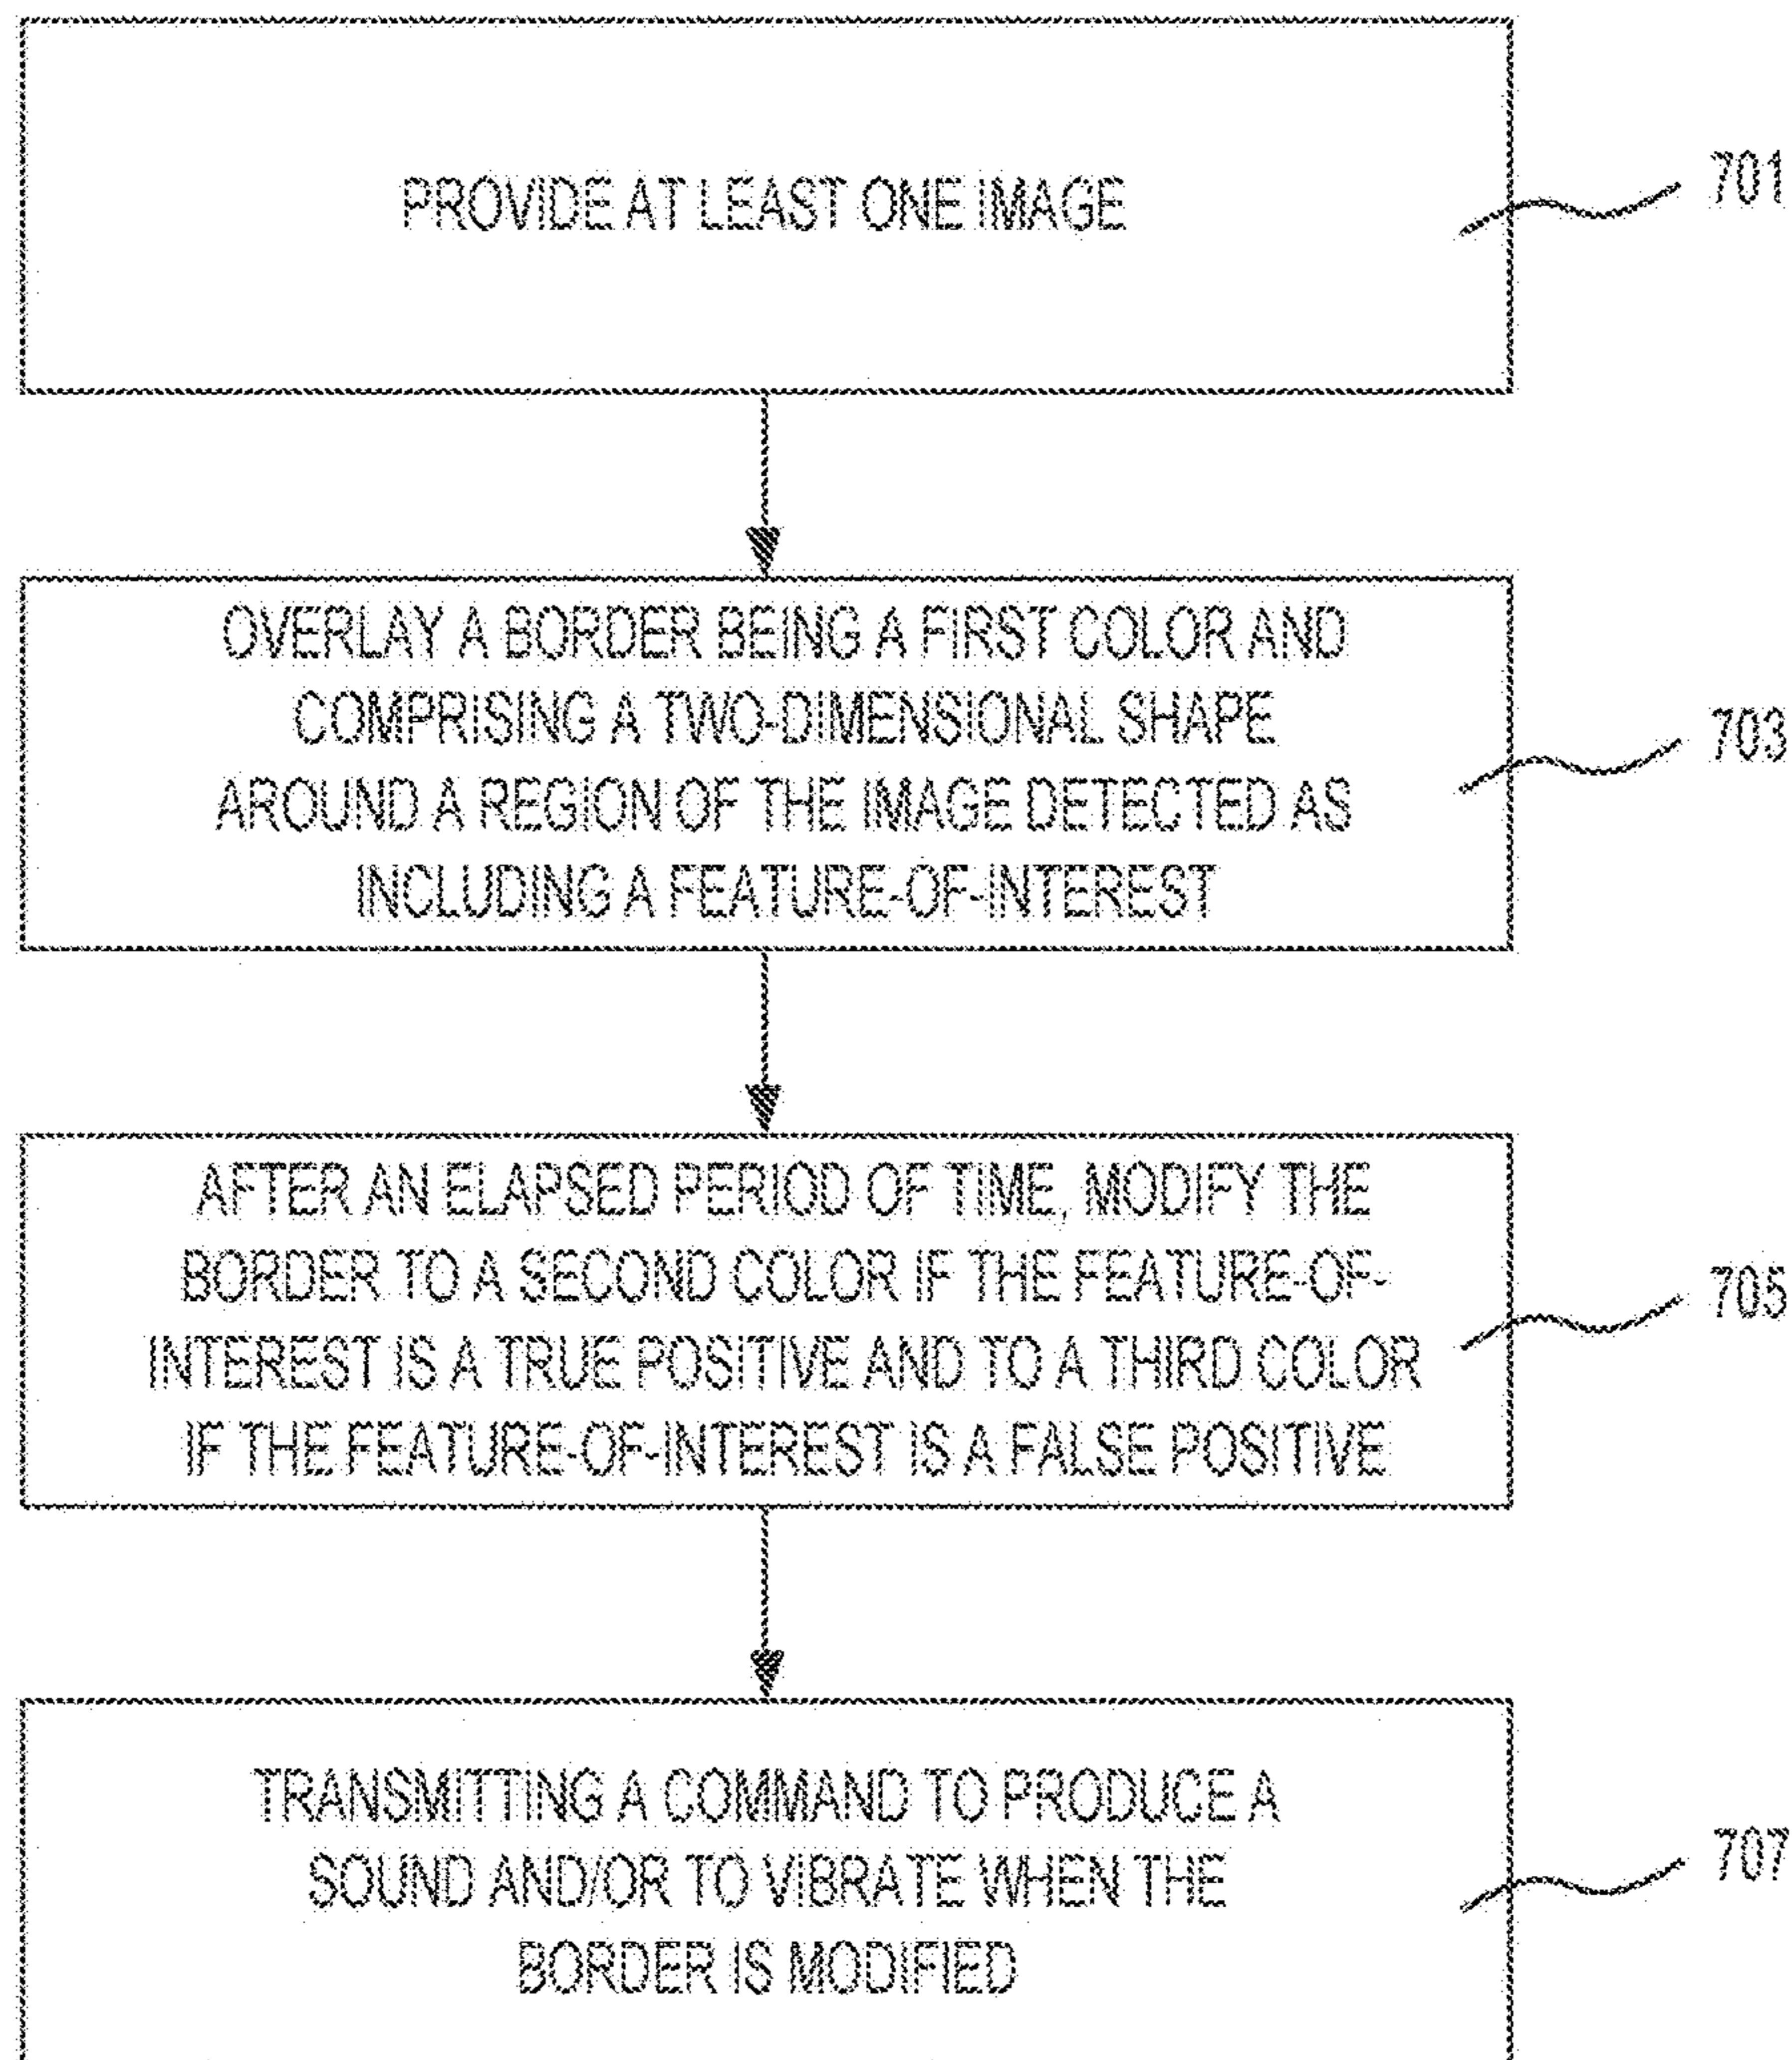 PROVIDE AT LEAST ONE IMAGE
701
OVERLAY A BORDER BEING A FIRST COLOR AND
COMPRISING A TWO-DIMENSIONAL SHAPE
AROUND A REGION OF THE IMAGE DETECTED AS
INCLUDING A FEATURE-OF-INTEREST
703
AFTER AN ELAPSED PERIOD OF TIME, MODIFY THE
BORDER TO A SECOND COLOR IF THE FEATURE-OF-
INTEREST IS A TRUE POSITIVE AND TO A THIRD COLOR
IF THE FEATURE-OF-INTEREST IS A FALSE POSITIVE
705
TRANSMITTING A COMMAND TO PRODUCE A
SOUND AND/OR TO VIBRATE WHEN THE
BORDER IS MODIFIED
707